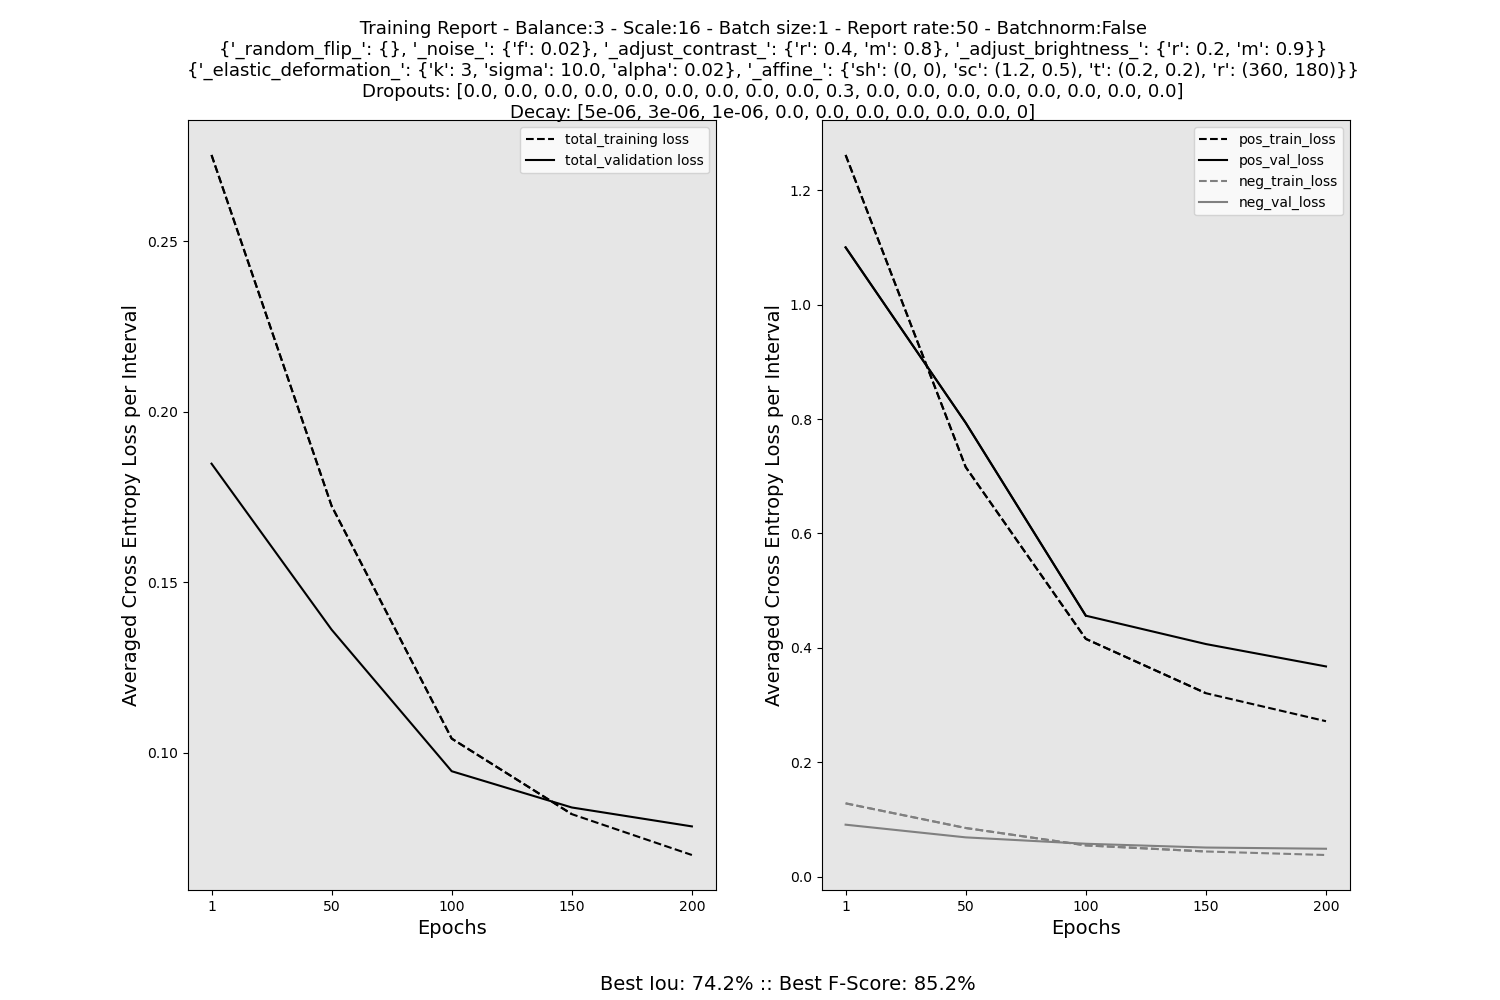 Training Report - Balance:3 - Scale:16 - Batch size:1 - Report rate:50 - Batchnorm:False
{'_random_flip_': {}, '_noise_': {'f': 0.02}, '_adjust_contrast_': {'r': 0.4, 'm': 0.8}, '_adjust_brightness_': {'r': 0.2, 'm': 0.9}}
{'_elastic_deformation_': {'k': 3, 'sigma': 10.0, 'alpha': 0.02}, '_affine_': {'sh': (0, 0), 'sc': (1.2, 0.5), 't': (0.2, 0.2), 'r': (360, 180)}}
Dropouts: [0.0, 0.0, 0.0, 0.0, 0.0, 0.0, 0.0, 0.0, 0.0, 0.3, 0.0, 0.0, 0.0, 0.0, 0.0, 0.0, 0.0, 0.0]
Decay: [5e-06, 3e-06, 1e-06, 0.0, 0.0, 0.0, 0.0, 0.0, 0.0, 0]
total_training loss
total_validation loss
0.25
0.20
0.15
0.10
Averaged Cross Entropy Loss per Interval
1
50
100
150
200
Epochs
pos_train_loss
pos_val_loss
neg_train_loss
neg_val_loss
1.2
1.0
0.8
0.6
0.4
0.2
0.0
Averaged Cross Entropy Loss per Interval
1
50
100
150
200
Epochs
Best Iou: 74.2% :: Best F-Score: 85.2%